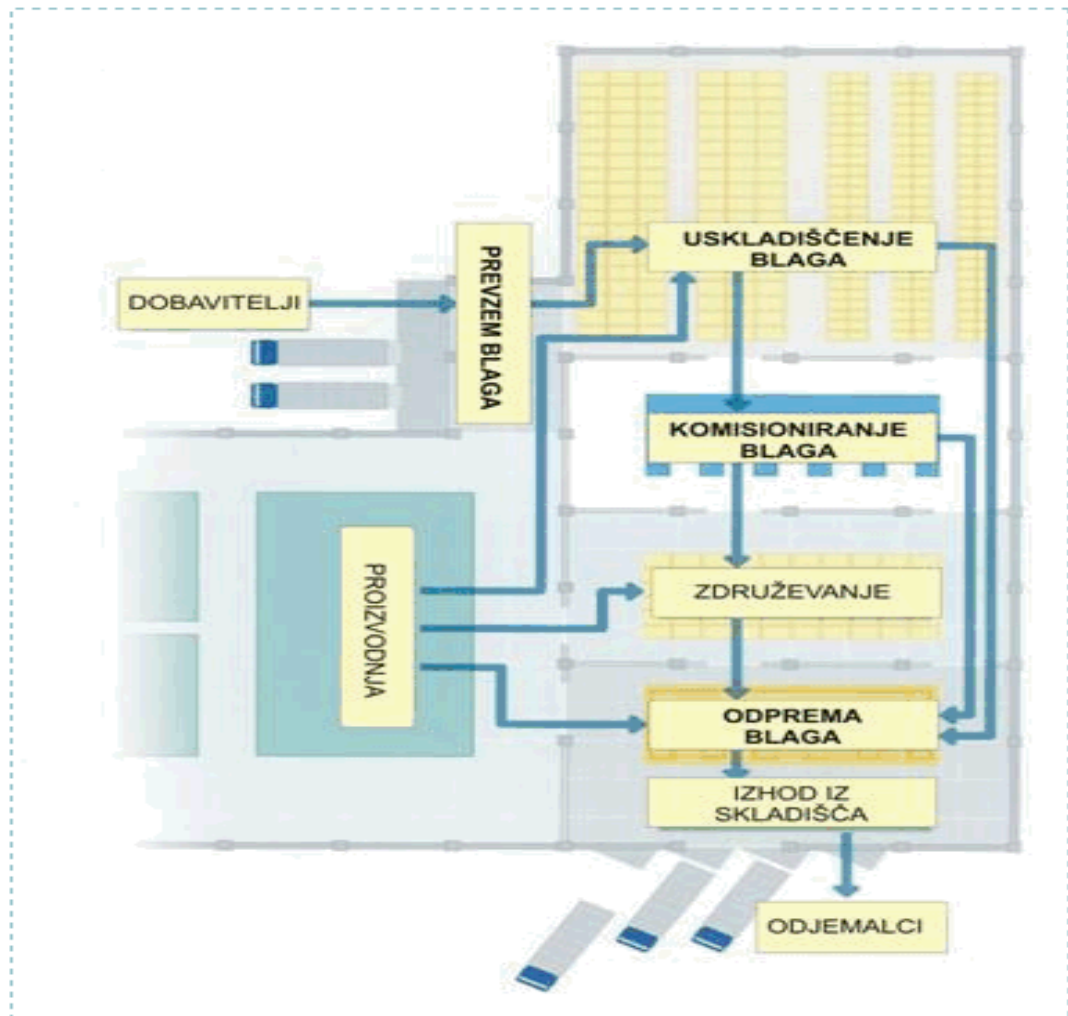 USKLADIŠČENJE
BLAGA
DOBAVITELJI
PREVZEM BLAGA
KOMISIONIRANJE
BLAGA
PROIZVODNJA
ZDRUŽEVANJE
ODPREMA
BLAGA
IZHOD IZ
SKLADIŠČA
ODJEMALCI